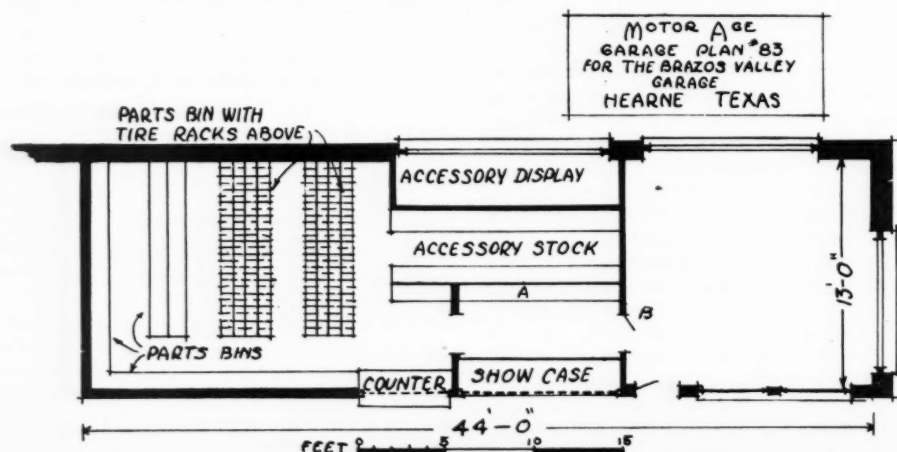 MOTOR AGE
GARAGE PLAN #83
FOR THE BRAZOS VALLEY
GARAGE
HEARNE TEXAS
PARTS BIN WITH
TIRE RACKS ABOVE
ACCESSORY DISPLAY
ACCESSORY STOCK
A
B
13'-0"
PARTS BINS
COUNTER
SHOW CASE
44'-0"
FEET 0 5 10 15